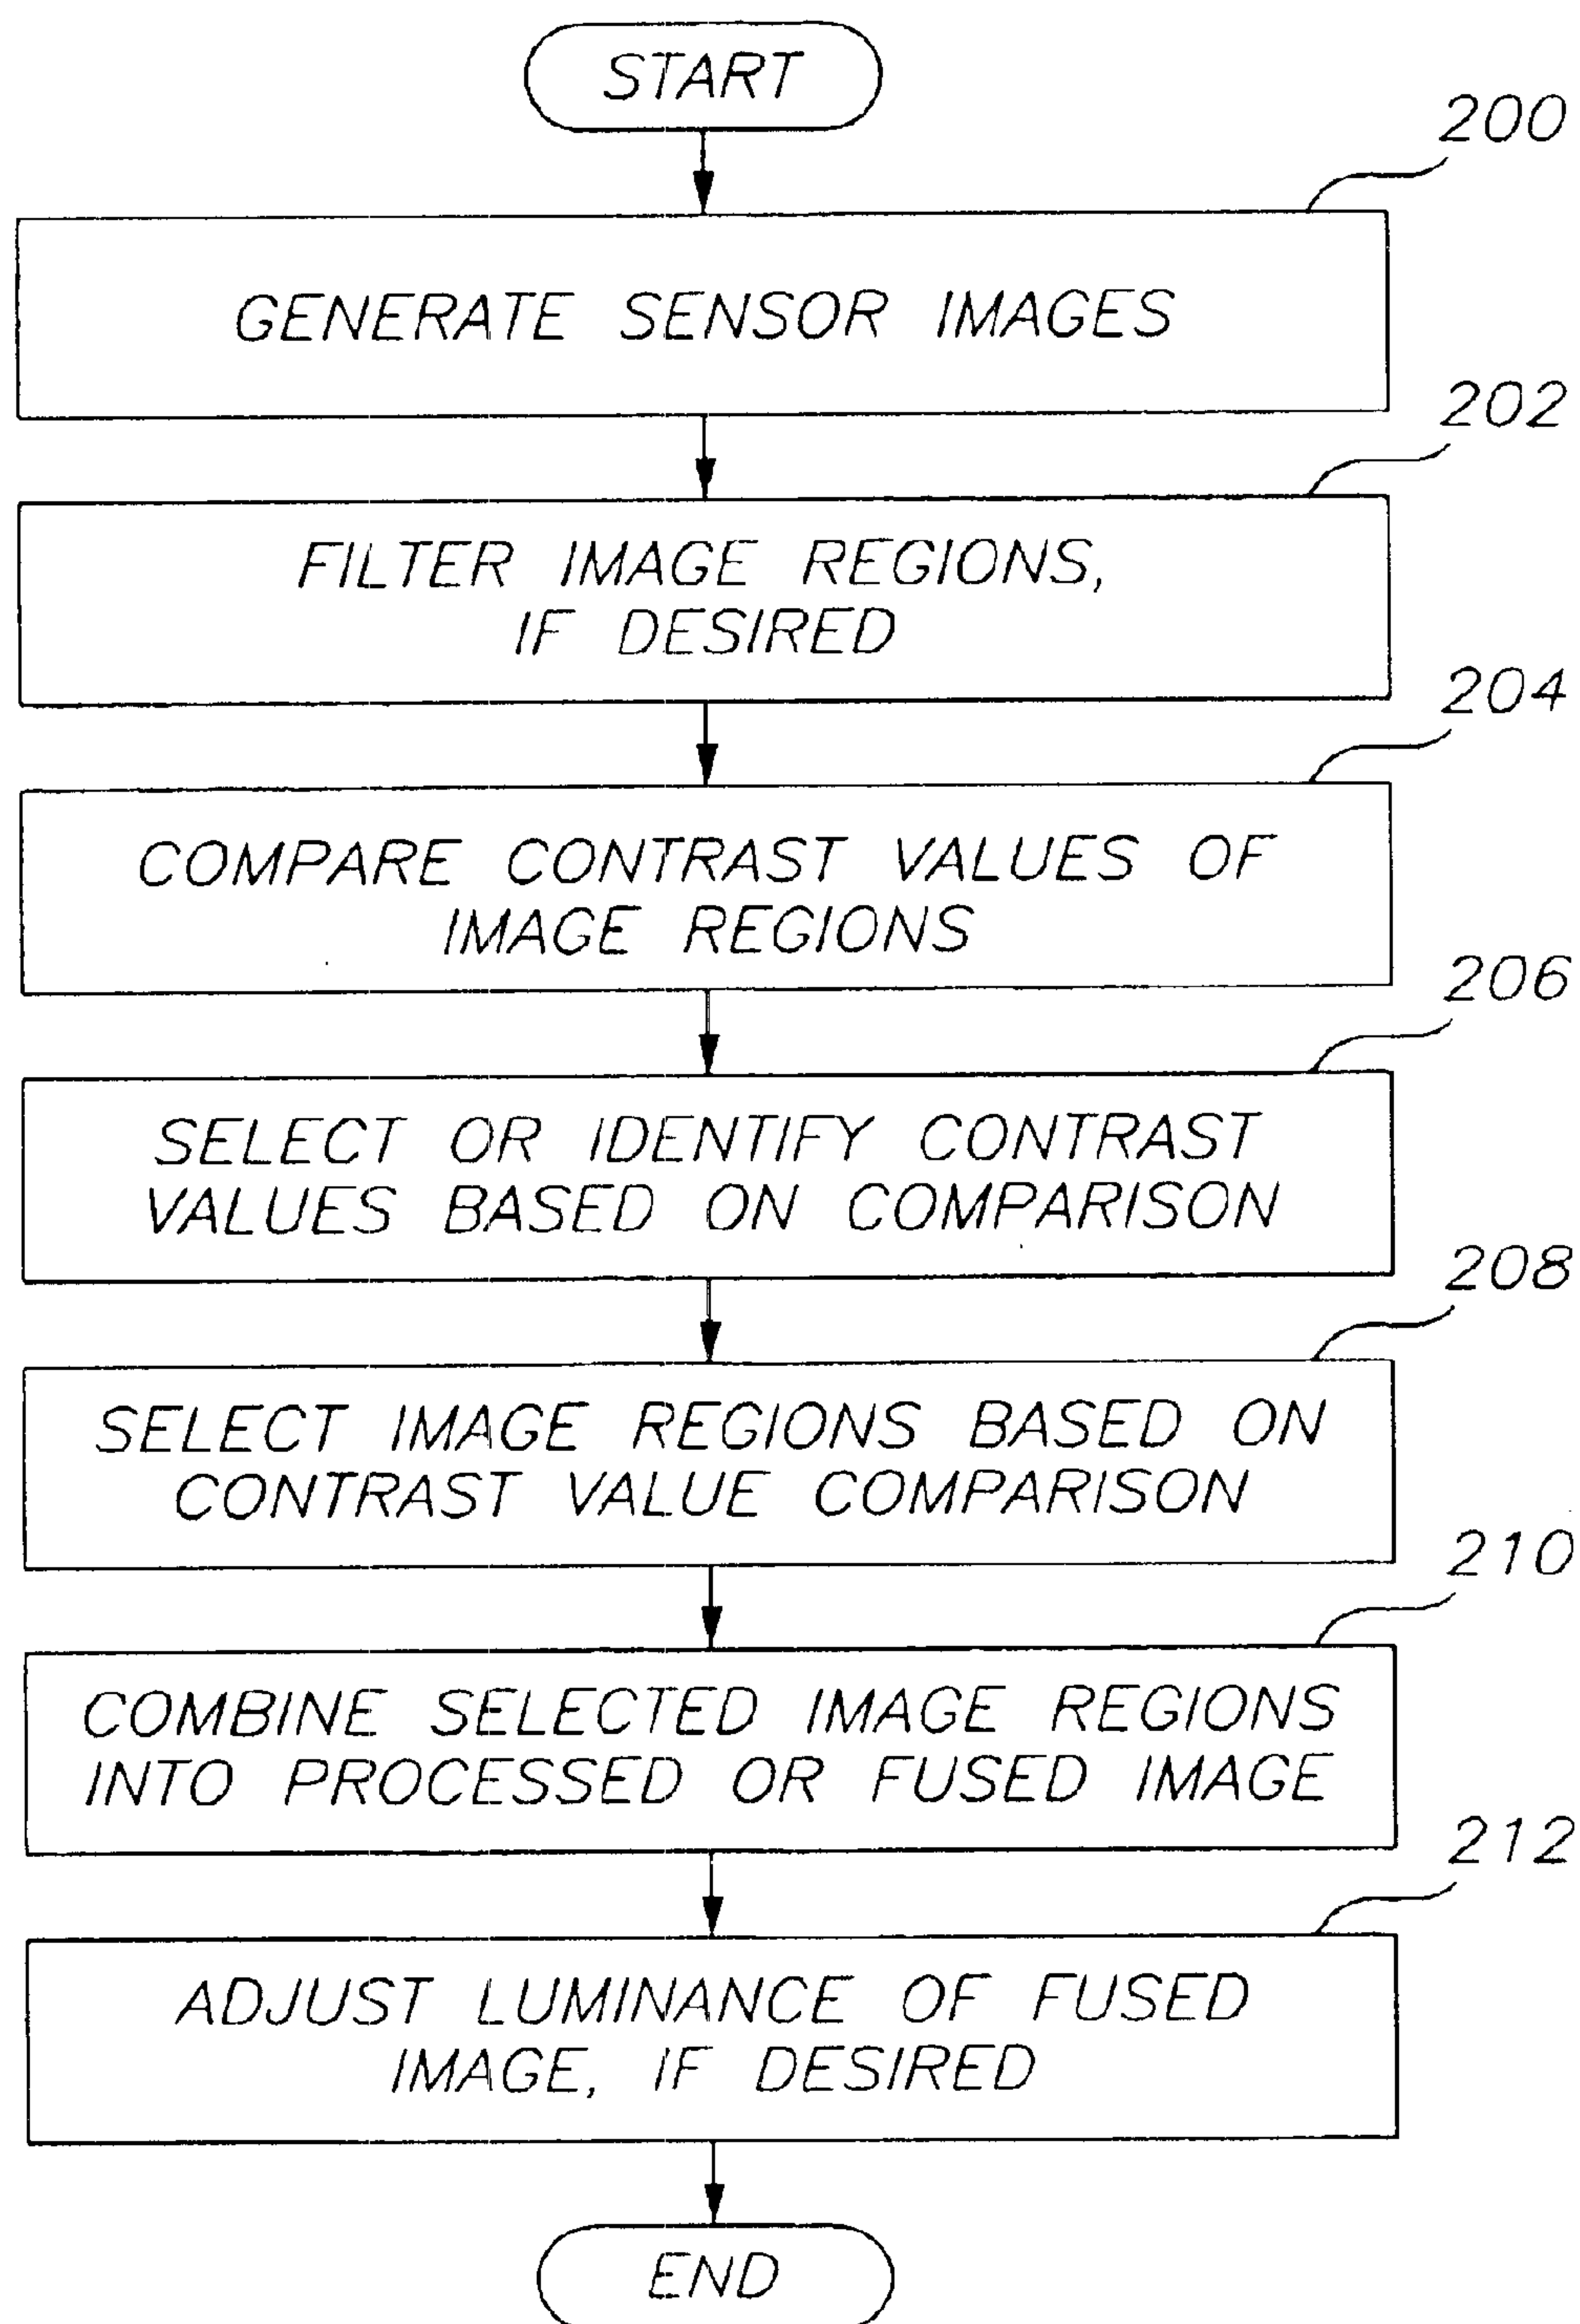 START
200
GENERATE SENSOR IMAGES
202
FILTER IMAGE REGIONS,
IF DESIRED
204
COMPARE CONTRAST VALUES OF
IMAGE REGIONS
206
SELECT OR IDENTIFY CONTRAST
VALUES BASED ON COMPARISON
208
SELECT IMAGE REGIONS BASED ON
CONTRAST VALUE COMPARISON
210
COMBINE SELECTED IMAGE REGIONS
INTO PROCESSED OR FUSED IMAGE
212
ADJUST LUMINANCE OF FUSED
IMAGE, IF DESIRED
END